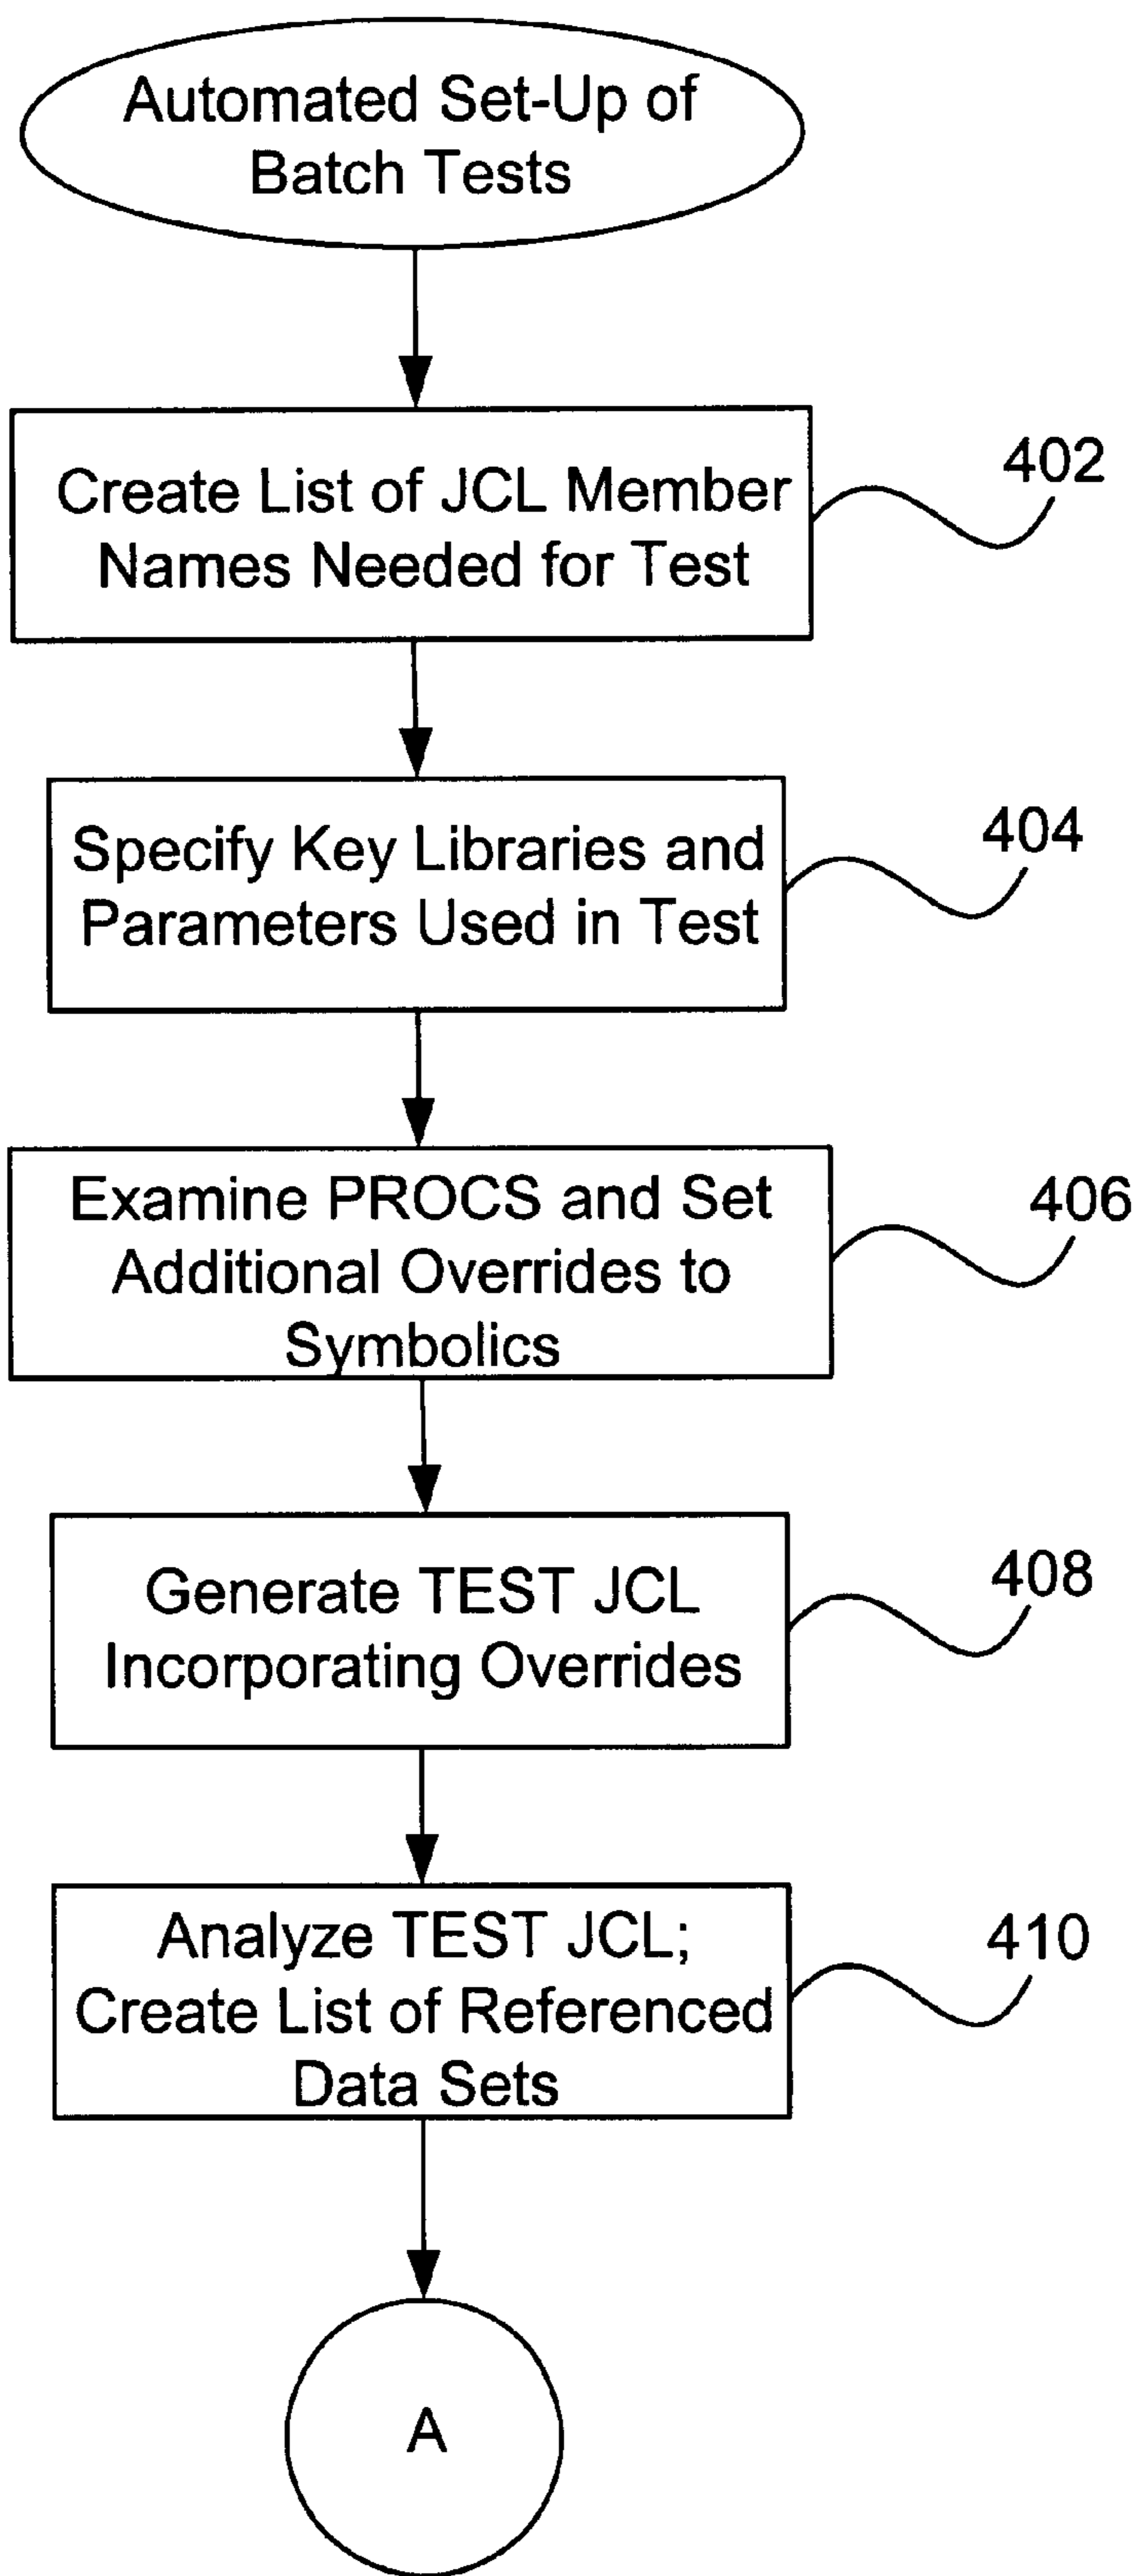 Automated Set-Up of
Batch Tests
Create List of JCL Member
Names Needed for Test
402
Specify Key Libraries and
Parameters Used in Test
404
Examine PROCS and Set
Additional Overrides to
Symbolics
406
Generate TEST JCL
Incorporating Overrides
408
Analyze TEST JCL;
Create List of Referenced
Data Sets
410
A